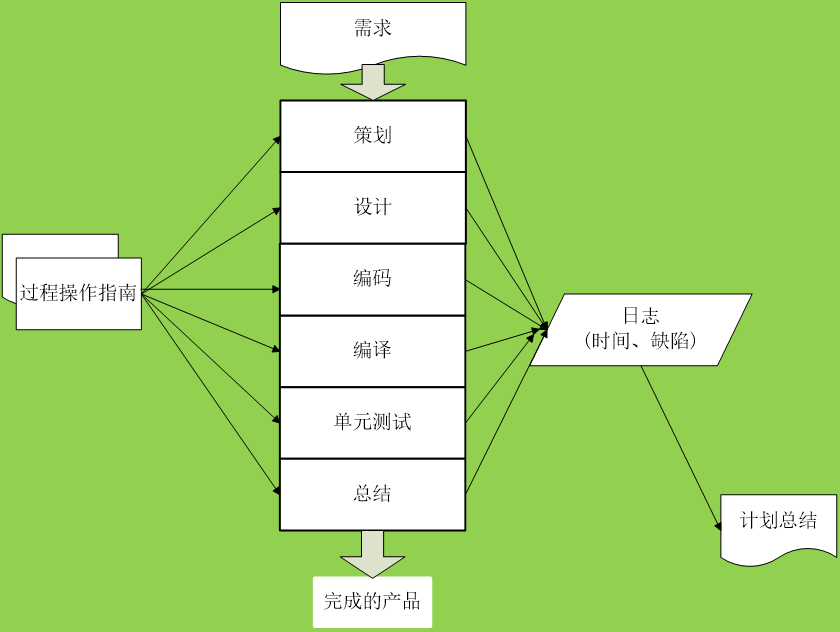 需求
策划
设计
编码
编译
单元测试
总结
过程操作指南
日志
(时间、缺陷)
计划总结
完成的产品